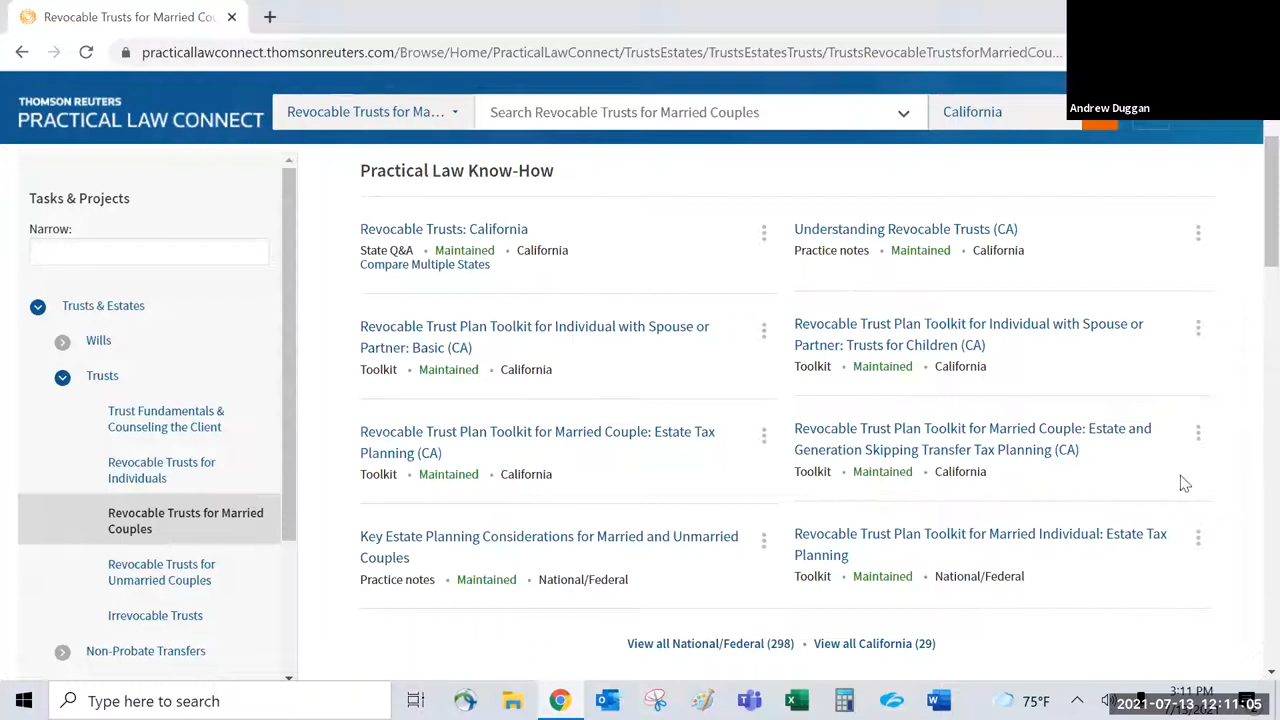 Revocable Trusts for Married Cou
practicallawconnect.thomsonreuters.com/Browse/Home/PracticalLawConnect/TrustsEstates/TrustsEstatesTrusts/TrustsRevocableTrustsforMarriedCou...
Andrew Duggan
THOMSON REUTERS
PRACTICAL LAW CONNECT
Revocable Trusts for Ma...
Search Revocable Trusts for Married Couples
California
Tasks & Projects
Narrow:
Trusts & Estates
Wills
Trusts
Trust Fundamentals &
Counseling the Client
Revocable Trusts for
Individuals
Revocable Trusts for Married
Couples
Revocable Trusts for
Unmarried Couples
Irrevocable Trusts
Non-Probate Transfers
Practical Law Know-How
Revocable Trusts: California
State Q&A • Maintained • California
Compare Multiple States
Understanding Revocable Trusts (CA)
Practice notes • Maintained • California
Revocable Trust Plan Toolkit for Individual with Spouse or
Partner: Basic (CA)
Toolkit • Maintained • California
Revocable Trust Plan Toolkit for Individual with Spouse or
Partner: Trusts for Children (CA)
Toolkit • Maintained • California
Revocable Trust Plan Toolkit for Married Couple: Estate Tax
Planning (CA)
Toolkit • Maintained • California
Revocable Trust Plan Toolkit for Married Couple: Estate and
Generation Skipping Transfer Tax Planning (CA)
Toolkit • Maintained • California
Key Estate Planning Considerations for Married and Unmarried
Couples
Practice notes • Maintained • National/Federal
Revocable Trust Plan Toolkit for Married Individual: Estate Tax
Planning
Toolkit • Maintained • National/Federal
View all National/Federal (298) • View all California (29)
Type here to search
75°F
3:11 PM
2021-07-13-12:11:05